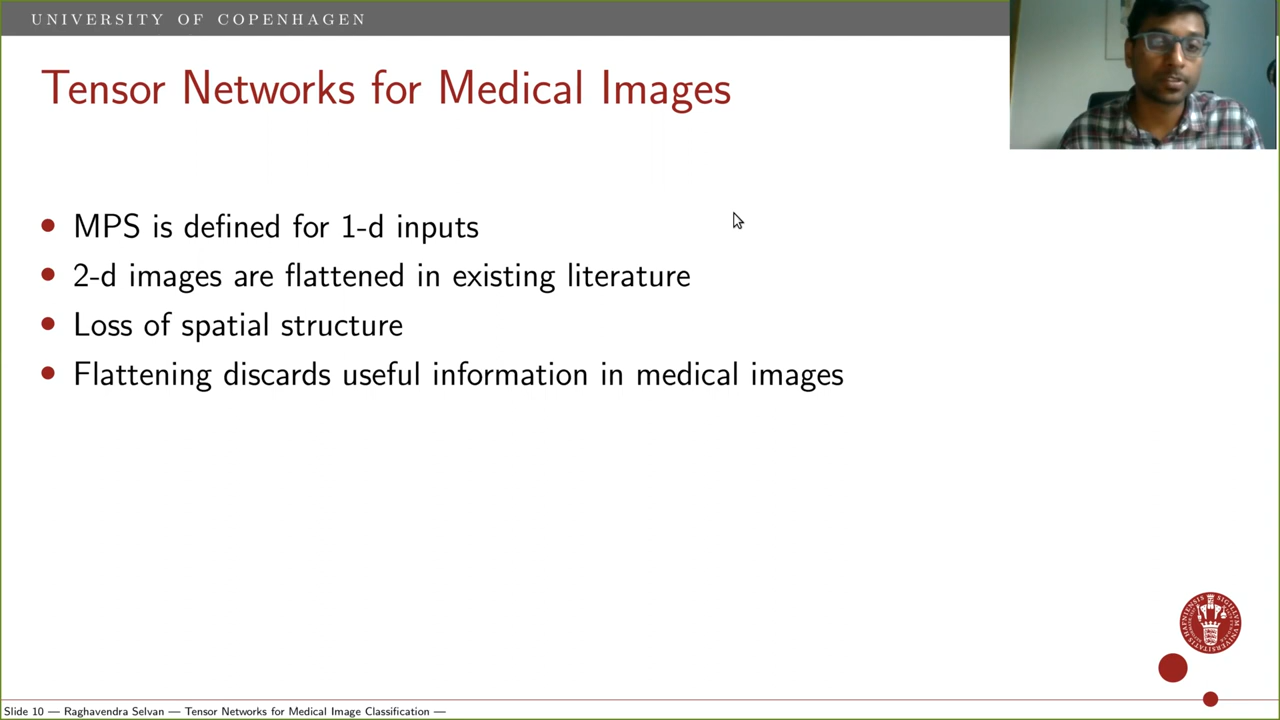 UNIVERSITY OF COPENHAGEN
Tensor Networks for Medical Images
MPS is defined for 1-d inputs
2-d images are flattened in existing literature
Loss of spatial structure
Flattening discards useful information in medical images
Slide 10 — Raghavendra Selvan — Tensor Networks for Medical Image Classification —